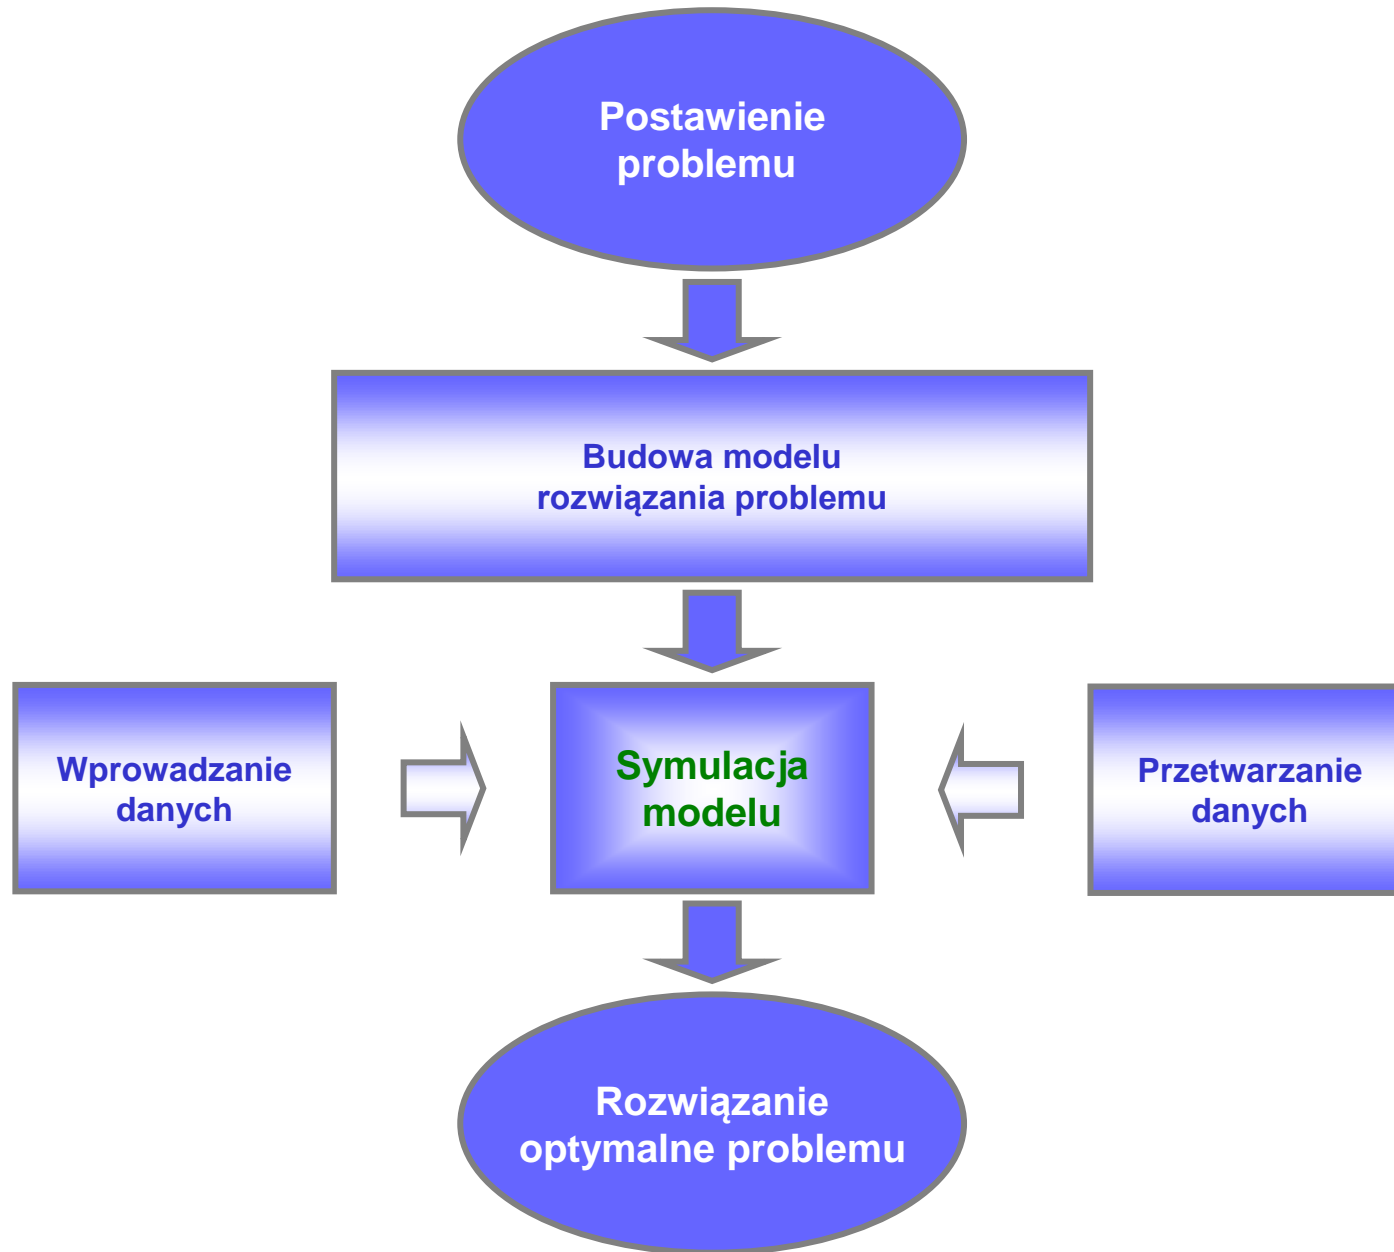 Postawienie
problemu
Budowa modelu
rozwiązania problemu
Wprowadzanie
danych
Symulacja
modelu
Przetwarzanie
danych
Rozwiązanie
optymalne problemu